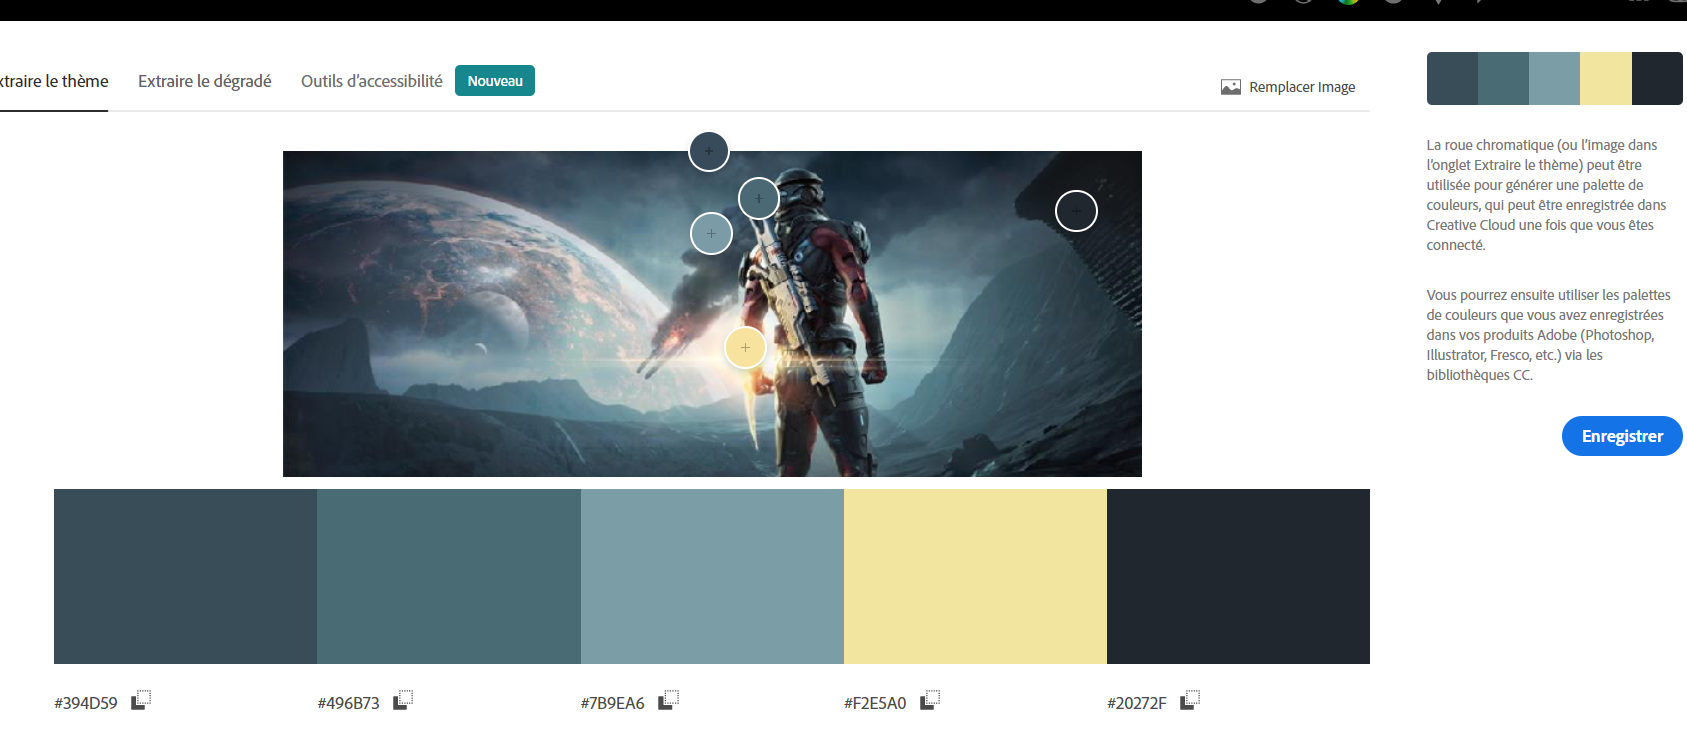 xtraire le thème
Extraire le dégradé
Outils d'accessibilité
Nouveau
Remplacer Image
La roue chromatique (ou l'image dans
l'onglet Extraire le thème) peut être
utilisée pour générer une palette de
couleurs, qui peut être enregistrée dans
Creative Cloud une fois que vous êtes
connecté.
Vous pourrez ensuite utiliser les palettes
de couleurs que vous avez enregistrées
dans vos produits Adobe (Photoshop,
Illustrator, Fresco, etc.) via les
bibliothèques CC.
Enregistrer
#394D59
#496B73
#7B9EA6
#F2E5A0
#20272F